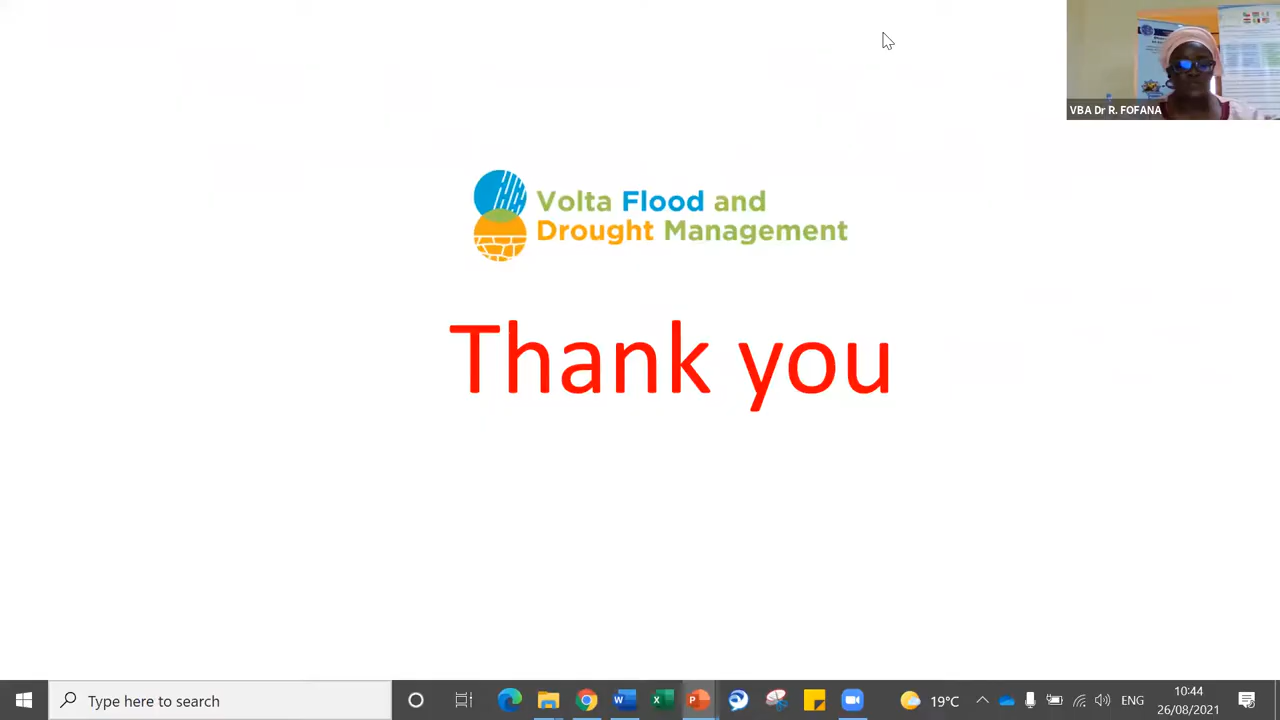 VBA Dr R. FOFANA
Volta Flood and
Drought Management
Thank you
Type here to search
19°C
ENG
10:44
26/08/2021